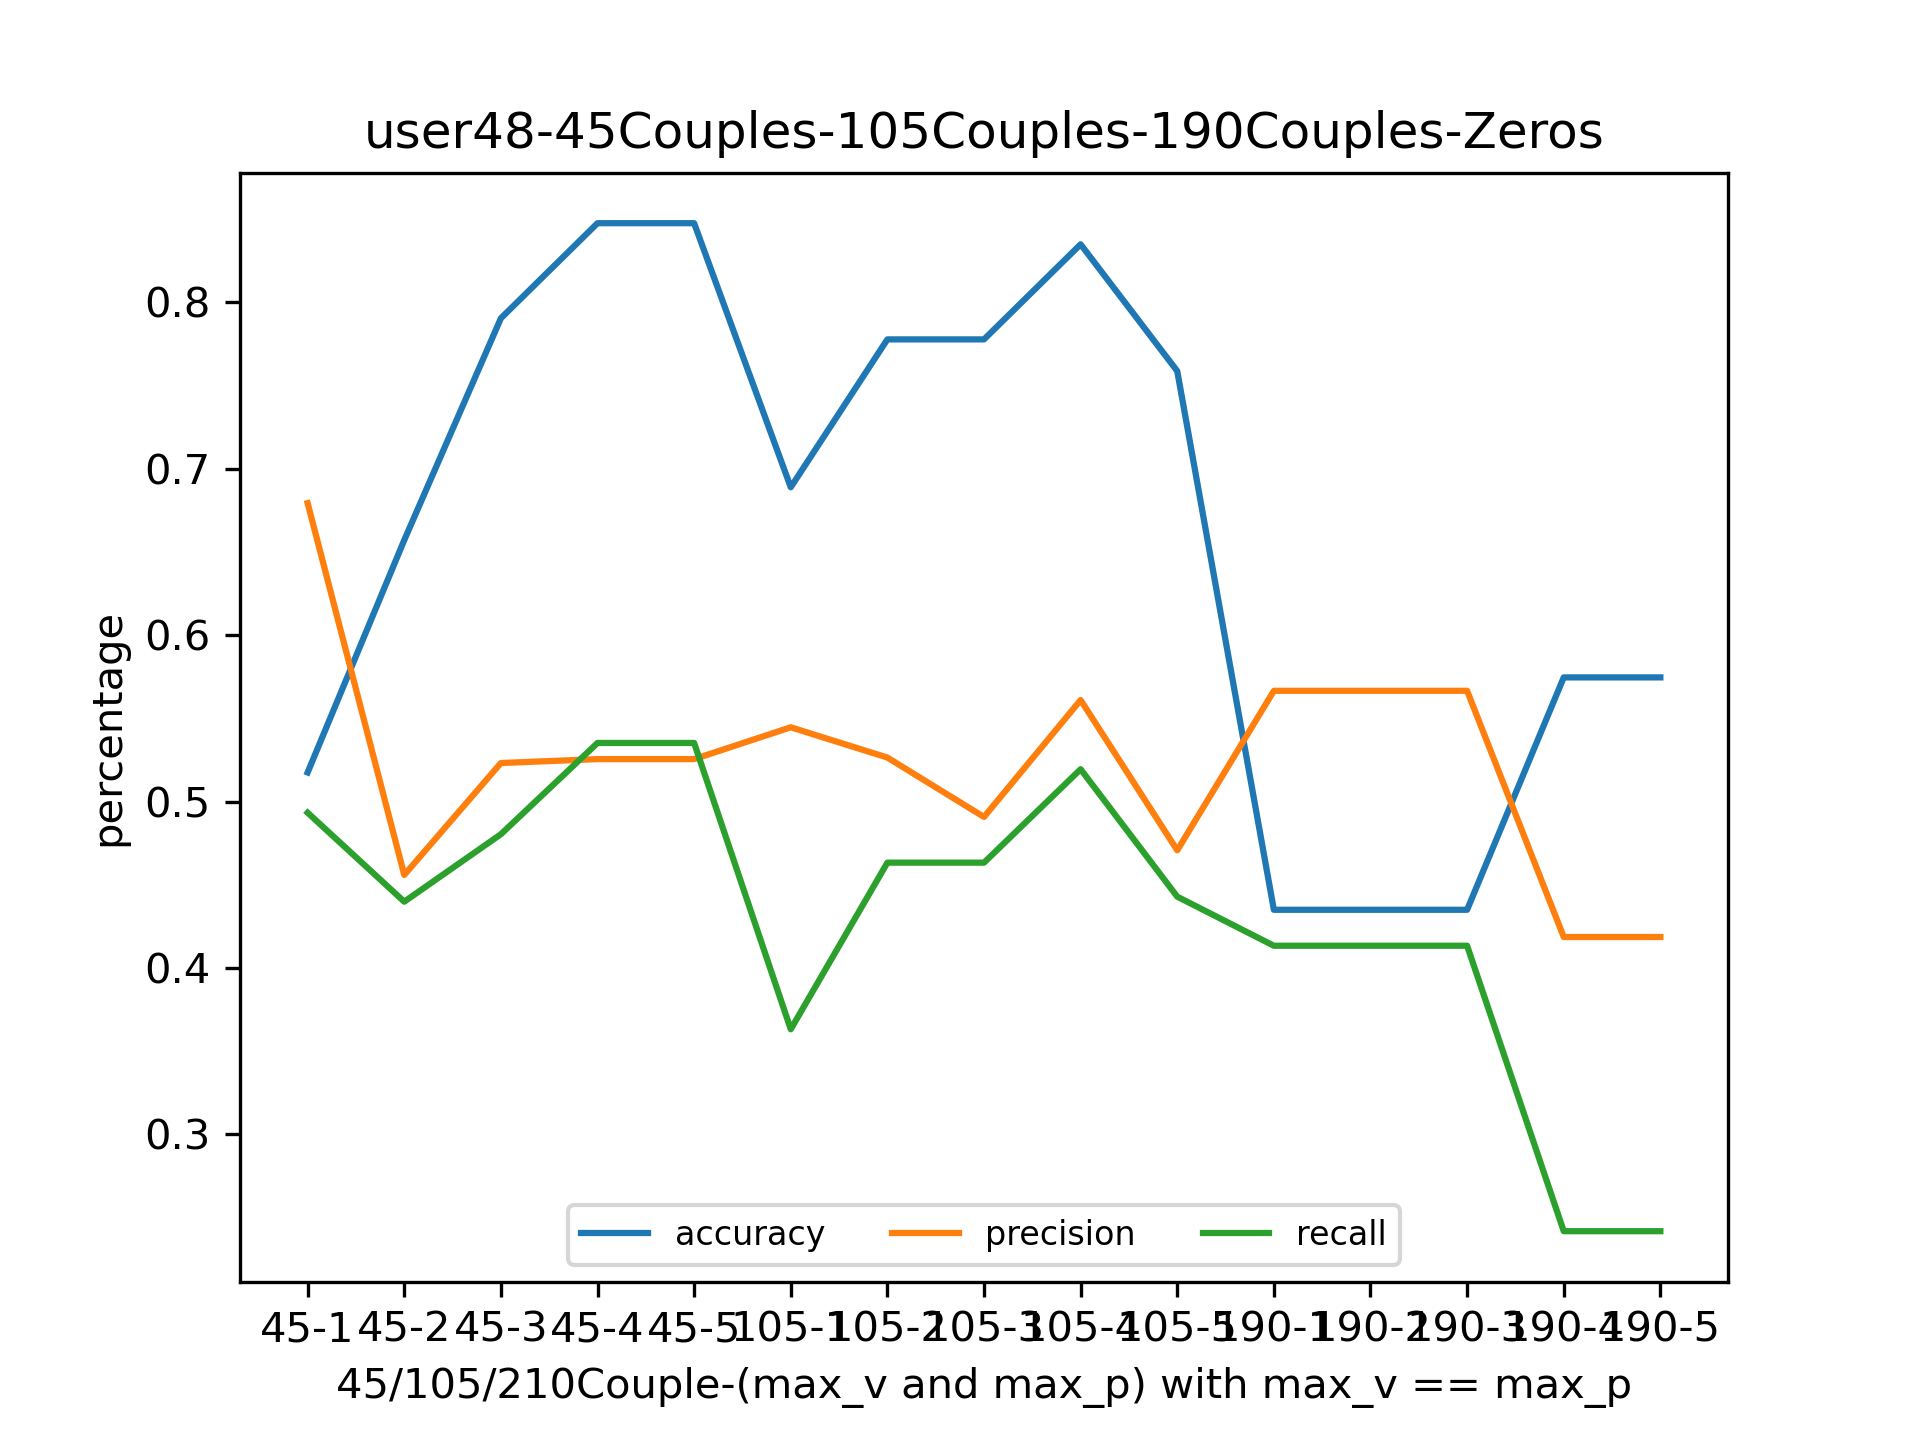 user48-45Couples-105Couples-190Couples-Zeros
percentage
0.8
0.7
0.6
0.5
0.4
0.3
accuracy precision recall
45-1 45-2 45-3 45-4 45-5 105-1 105-2 105-3 105-4 105-5 190-1 190-2 190-3 190-4 190-5
45/105/210Couple-(max_v and max_p) with max_v == max_p